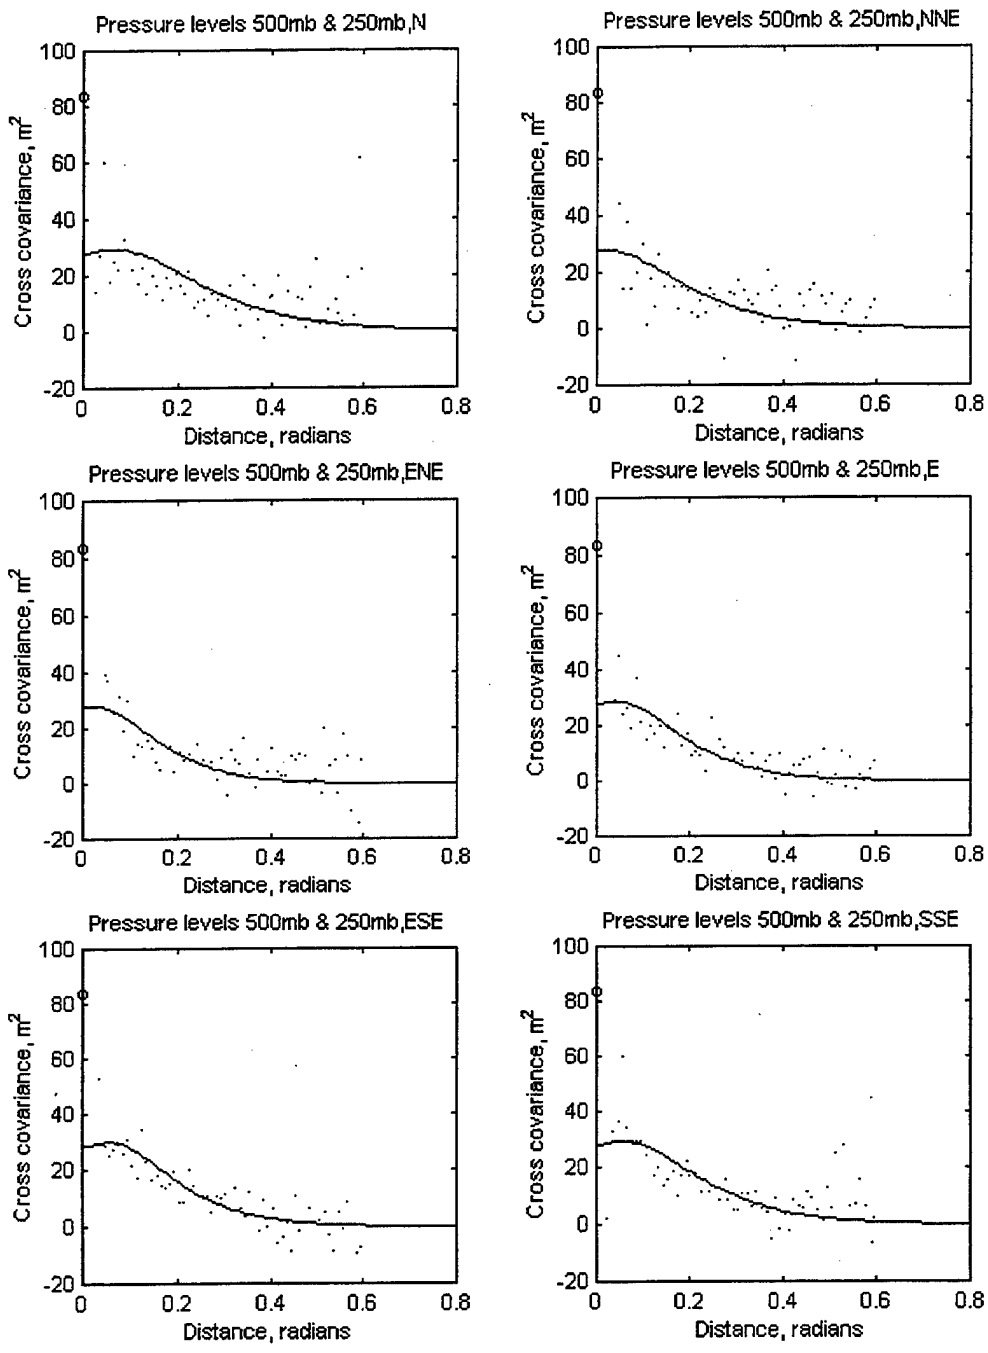 Pressure levels 500mb & 250mb,N
100
80
60
40
20
0
-20
Cross covariance, m²
0 0.2 0.4 0.6 0.8
Distance, radians
Pressure levels 500mb & 250mb,NNE
100
80
60
40
20
0
-20
Cross covariance, m²
0 0.2 0.4 0.6 0.8
Distance, radians
Pressure levels 500mb & 250mb,ENE
100
80
60
40
20
0
-20
Cross covariance, m²
0 0.2 0.4 0.6 0.8
Distance, radians
Pressure levels 500mb & 250mb,E
100
80
60
40
20
0
-20
Cross covariance, m²
0 0.2 0.4 0.6 0.8
Distance, radians
Pressure levels 500mb & 250mb,ESE
100
80
60
40
20
0
-20
Cross covariance, m²
0 0.2 0.4 0.6 0.8
Distance, radians
Pressure levels 500mb & 250mb,SSE
100
80
60
40
20
0
-20
Cross covariance, m²
0 0.2 0.4 0.6 0.8
Distance, radians